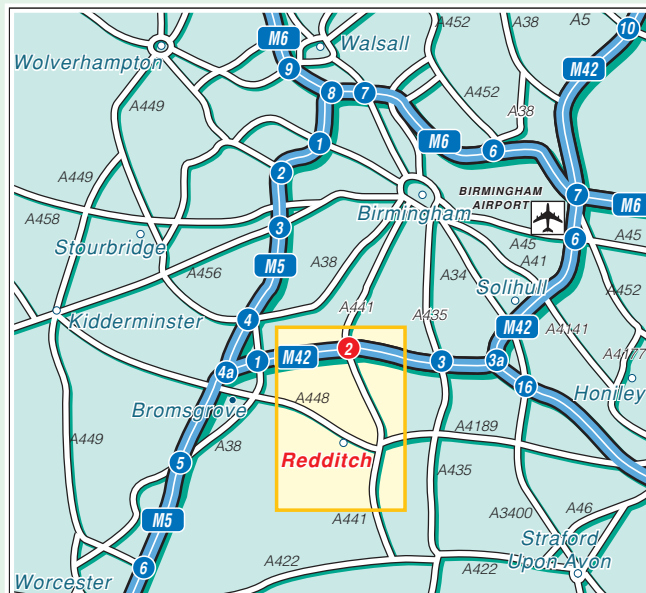 A452
A38
A5
M6
Walsall
10
Wolverhampton
9
M42
A449
8
7
A452
A38
1
M6
6
A449
2
7
BIRMINGHAM
AIRPORT
M6
A458
Birmingham
3
6
A45
A45
Stourbridge
A38
A41
M5
A34
A456
Solihull
A452
A441
A435
Kidderminster
4
M42
A4141
2
A4177
1
M42
3
3a
4a
16
Honiley
A448
Bromsgrove
A449
A38
A4189
Redditch
5
A435
M5
A441
A3400
A46
Straford
Upon Avon
A422
A422
6
Worcester